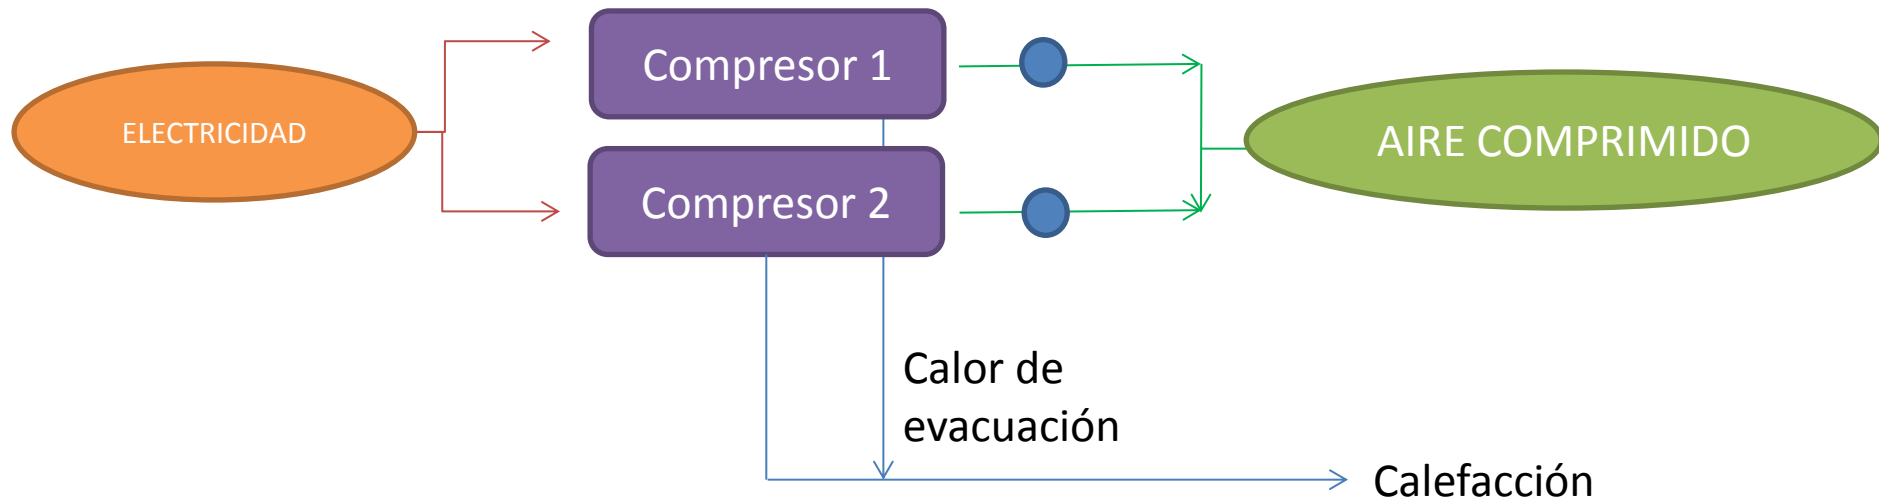 Compresor 1
ELECTRICIDAD
AIRE COMPRIMIDO
Compresor 2
Calor de
evacuación
Calefacción